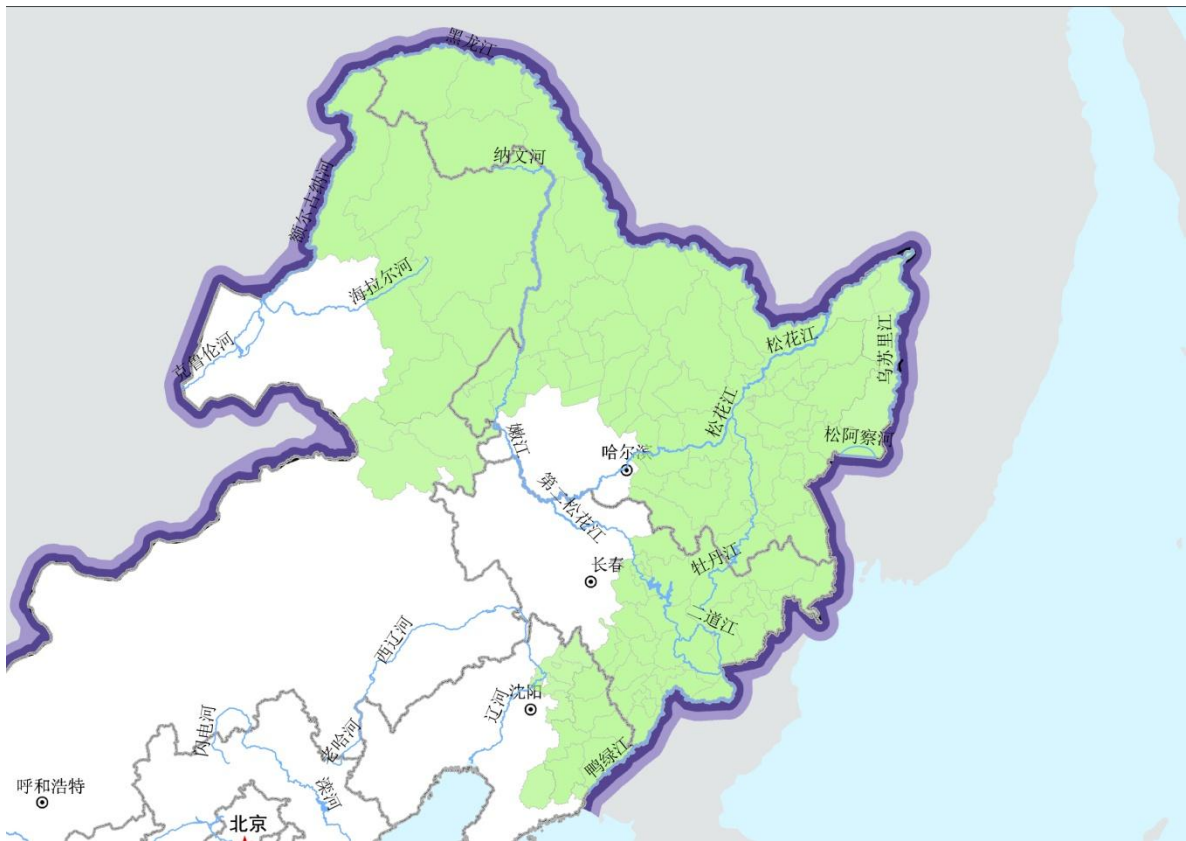 黑龙江
纳文河
额尔古纳河
海拉尔河
克鲁伦河
松花江
乌苏里江
松花江
嫩江
松阿察河
哈尔滨
第二松花江
牡丹江
长春
二道江
西辽河
沈阳
辽河
闪电河
老哈河
鸭绿江
滦河
呼和浩特
北京